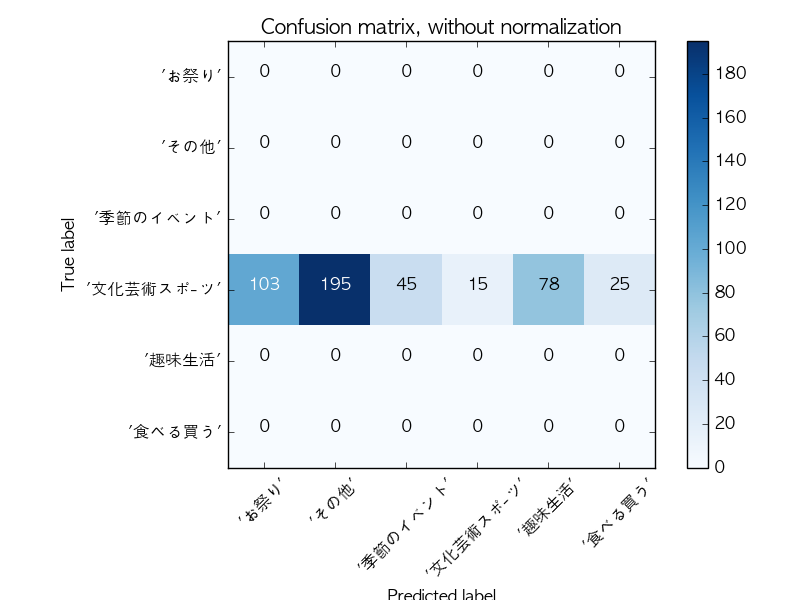 Confusion matrix, without normalization
'お祭り' 0 0 0 0 0 0
'その他' 0 0 0 0 0 0
'季節のイベント' 0 0 0 0 0 0
'文化芸術スポーツ' 103 195 45 15 78 25
'趣味生活' 0 0 0 0 0 0
'食べる買う' 0 0 0 0 0 0
True label
'お祭り' 'その他' '季節のイベント' '文化芸術スポーツ' '趣味生活' '食べる買う'
Predicted label
180
160
140
120
100
80
60
40
20
0